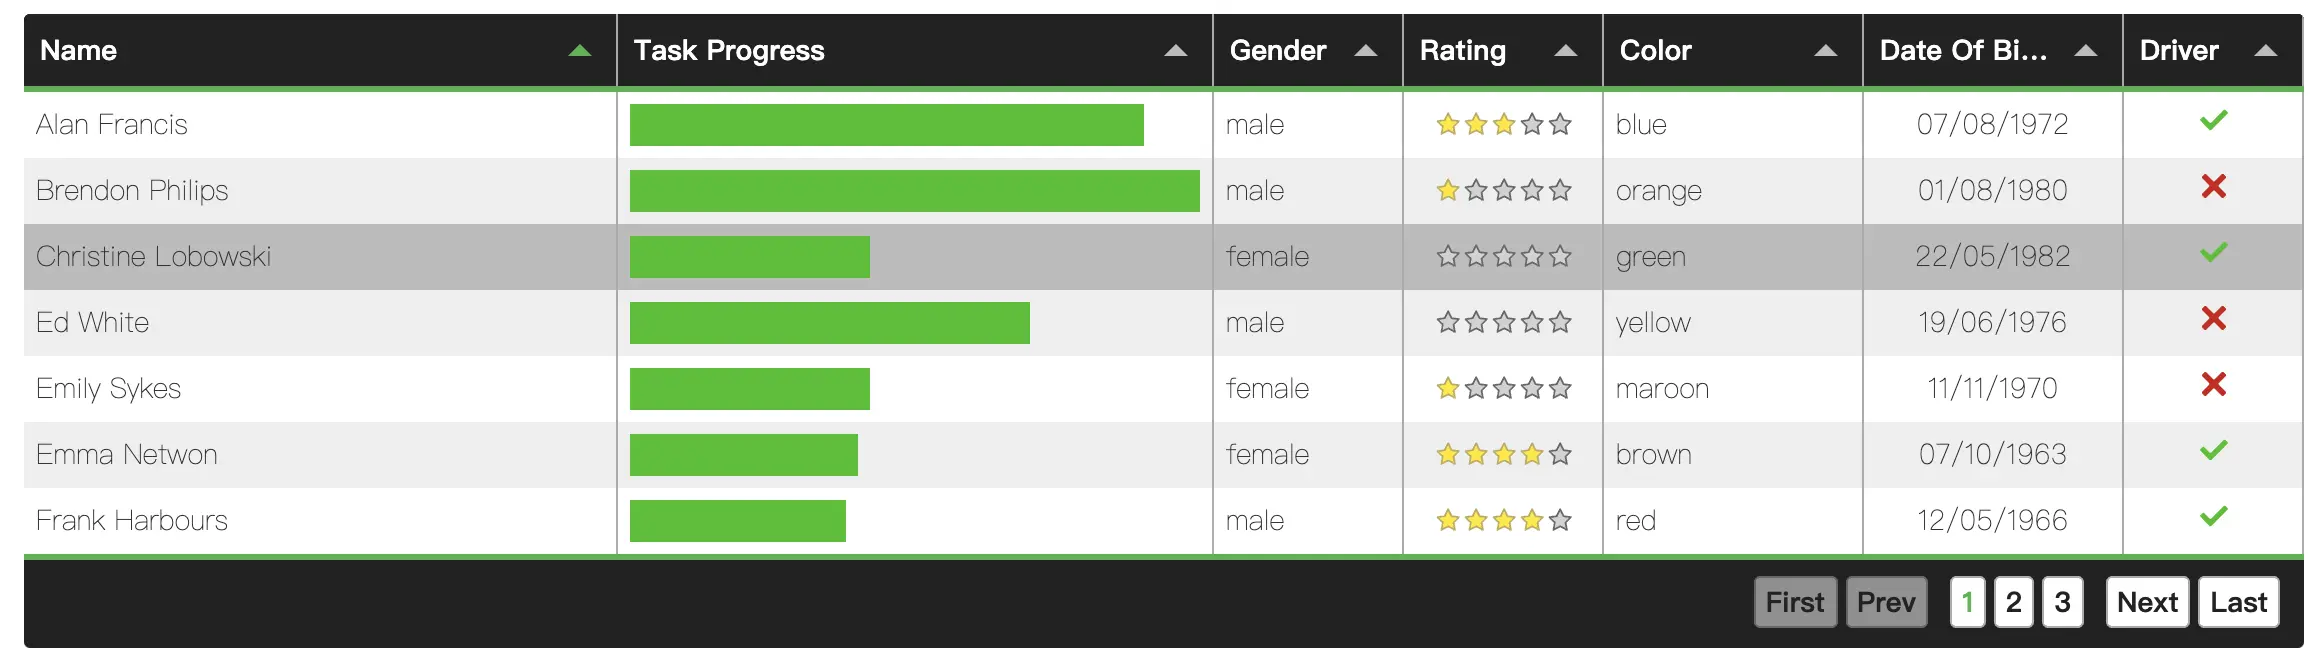 Name Task Progress Gender Rating Color Date Of Bi... Driver
Alan Francis male blue 07/08/1972
Brendon Philips male orange 01/08/1980
Christine Lobowski female green 22/05/1982
Ed White male yellow 19/06/1976
Emily Sykes female maroon 11/11/1970
Emma Netwon female brown 07/10/1963
Frank Harbours male red 12/05/1966
First Prev 1 2 3 Next Last